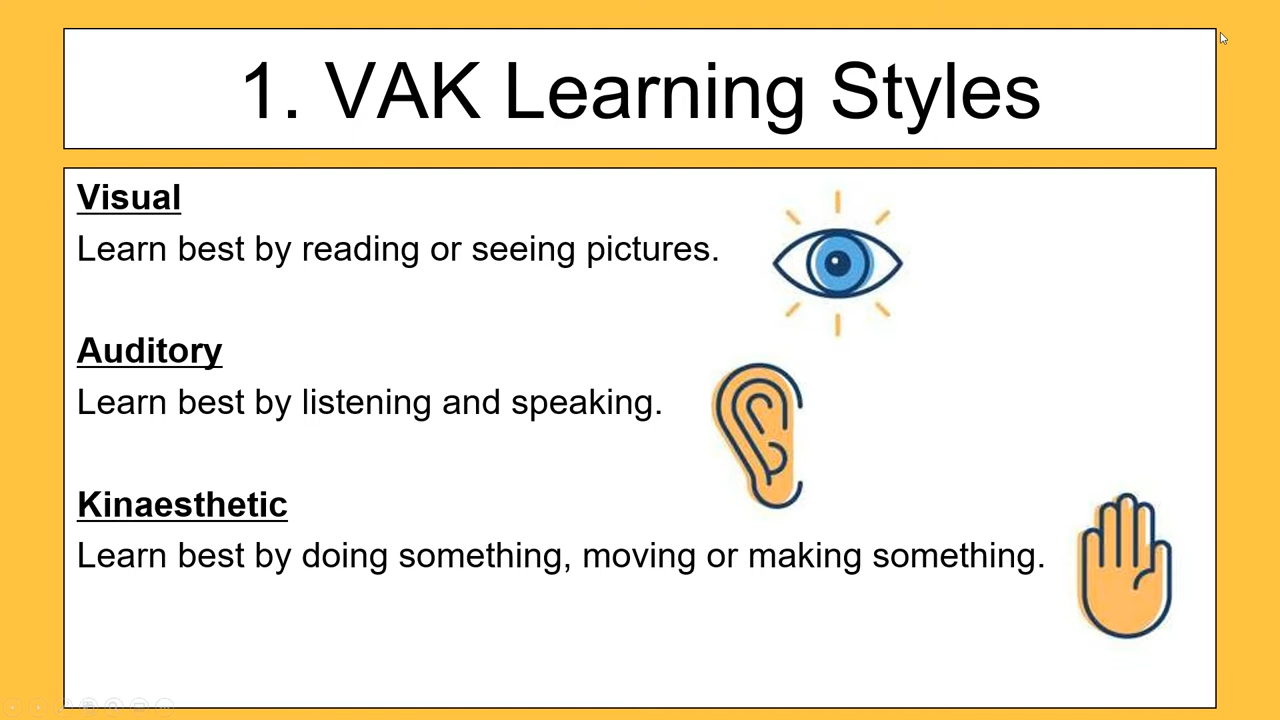 1. VAK Learning Styles
Visual
Learn best by reading or seeing pictures.
Auditory
Learn best by listening and speaking.
Kinaesthetic
Learn best by doing something, moving or making something.